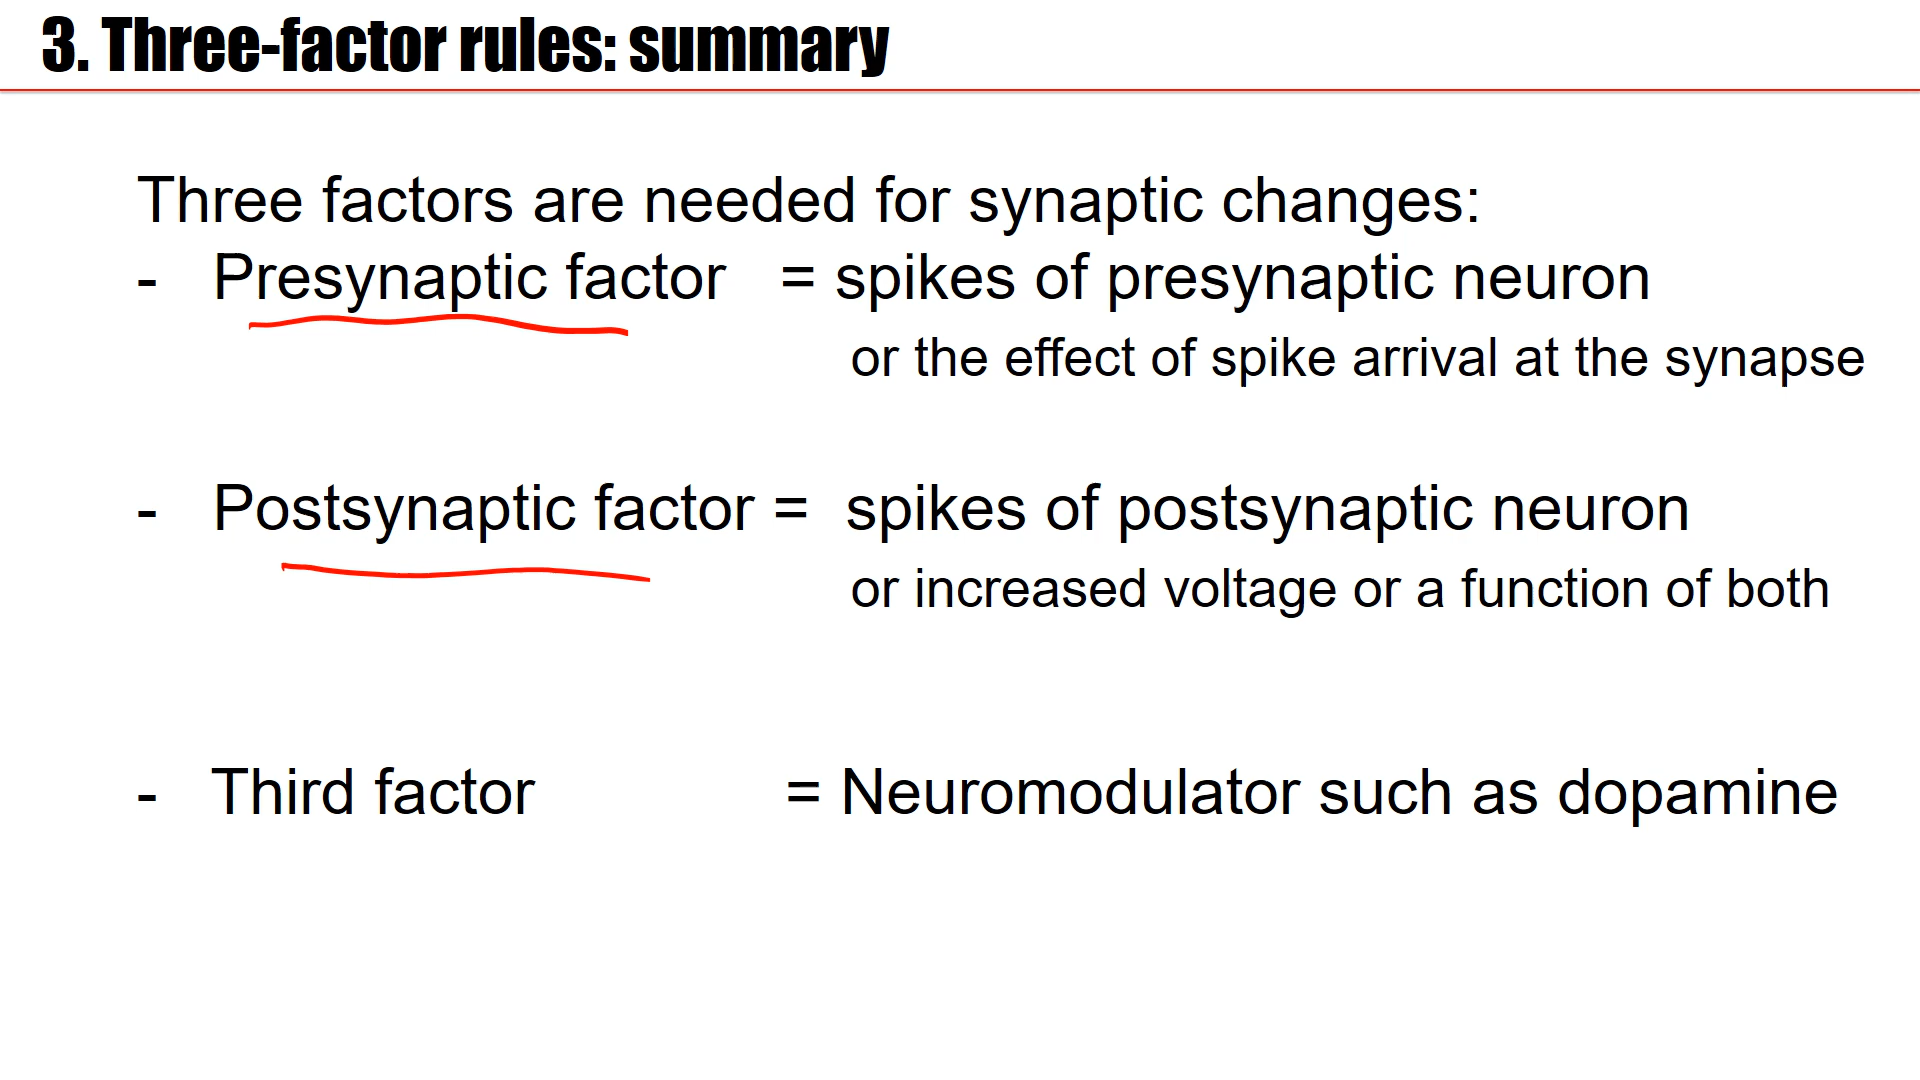 3. Three-factor rules: summary
Three factors are needed for synaptic changes:
- Presynaptic factor = spikes of presynaptic neuron
or the effect of spike arrival at the synapse
- Postsynaptic factor = spikes of postsynaptic neuron
or increased voltage or a function of both
- Third factor = Neuromodulator such as dopamine